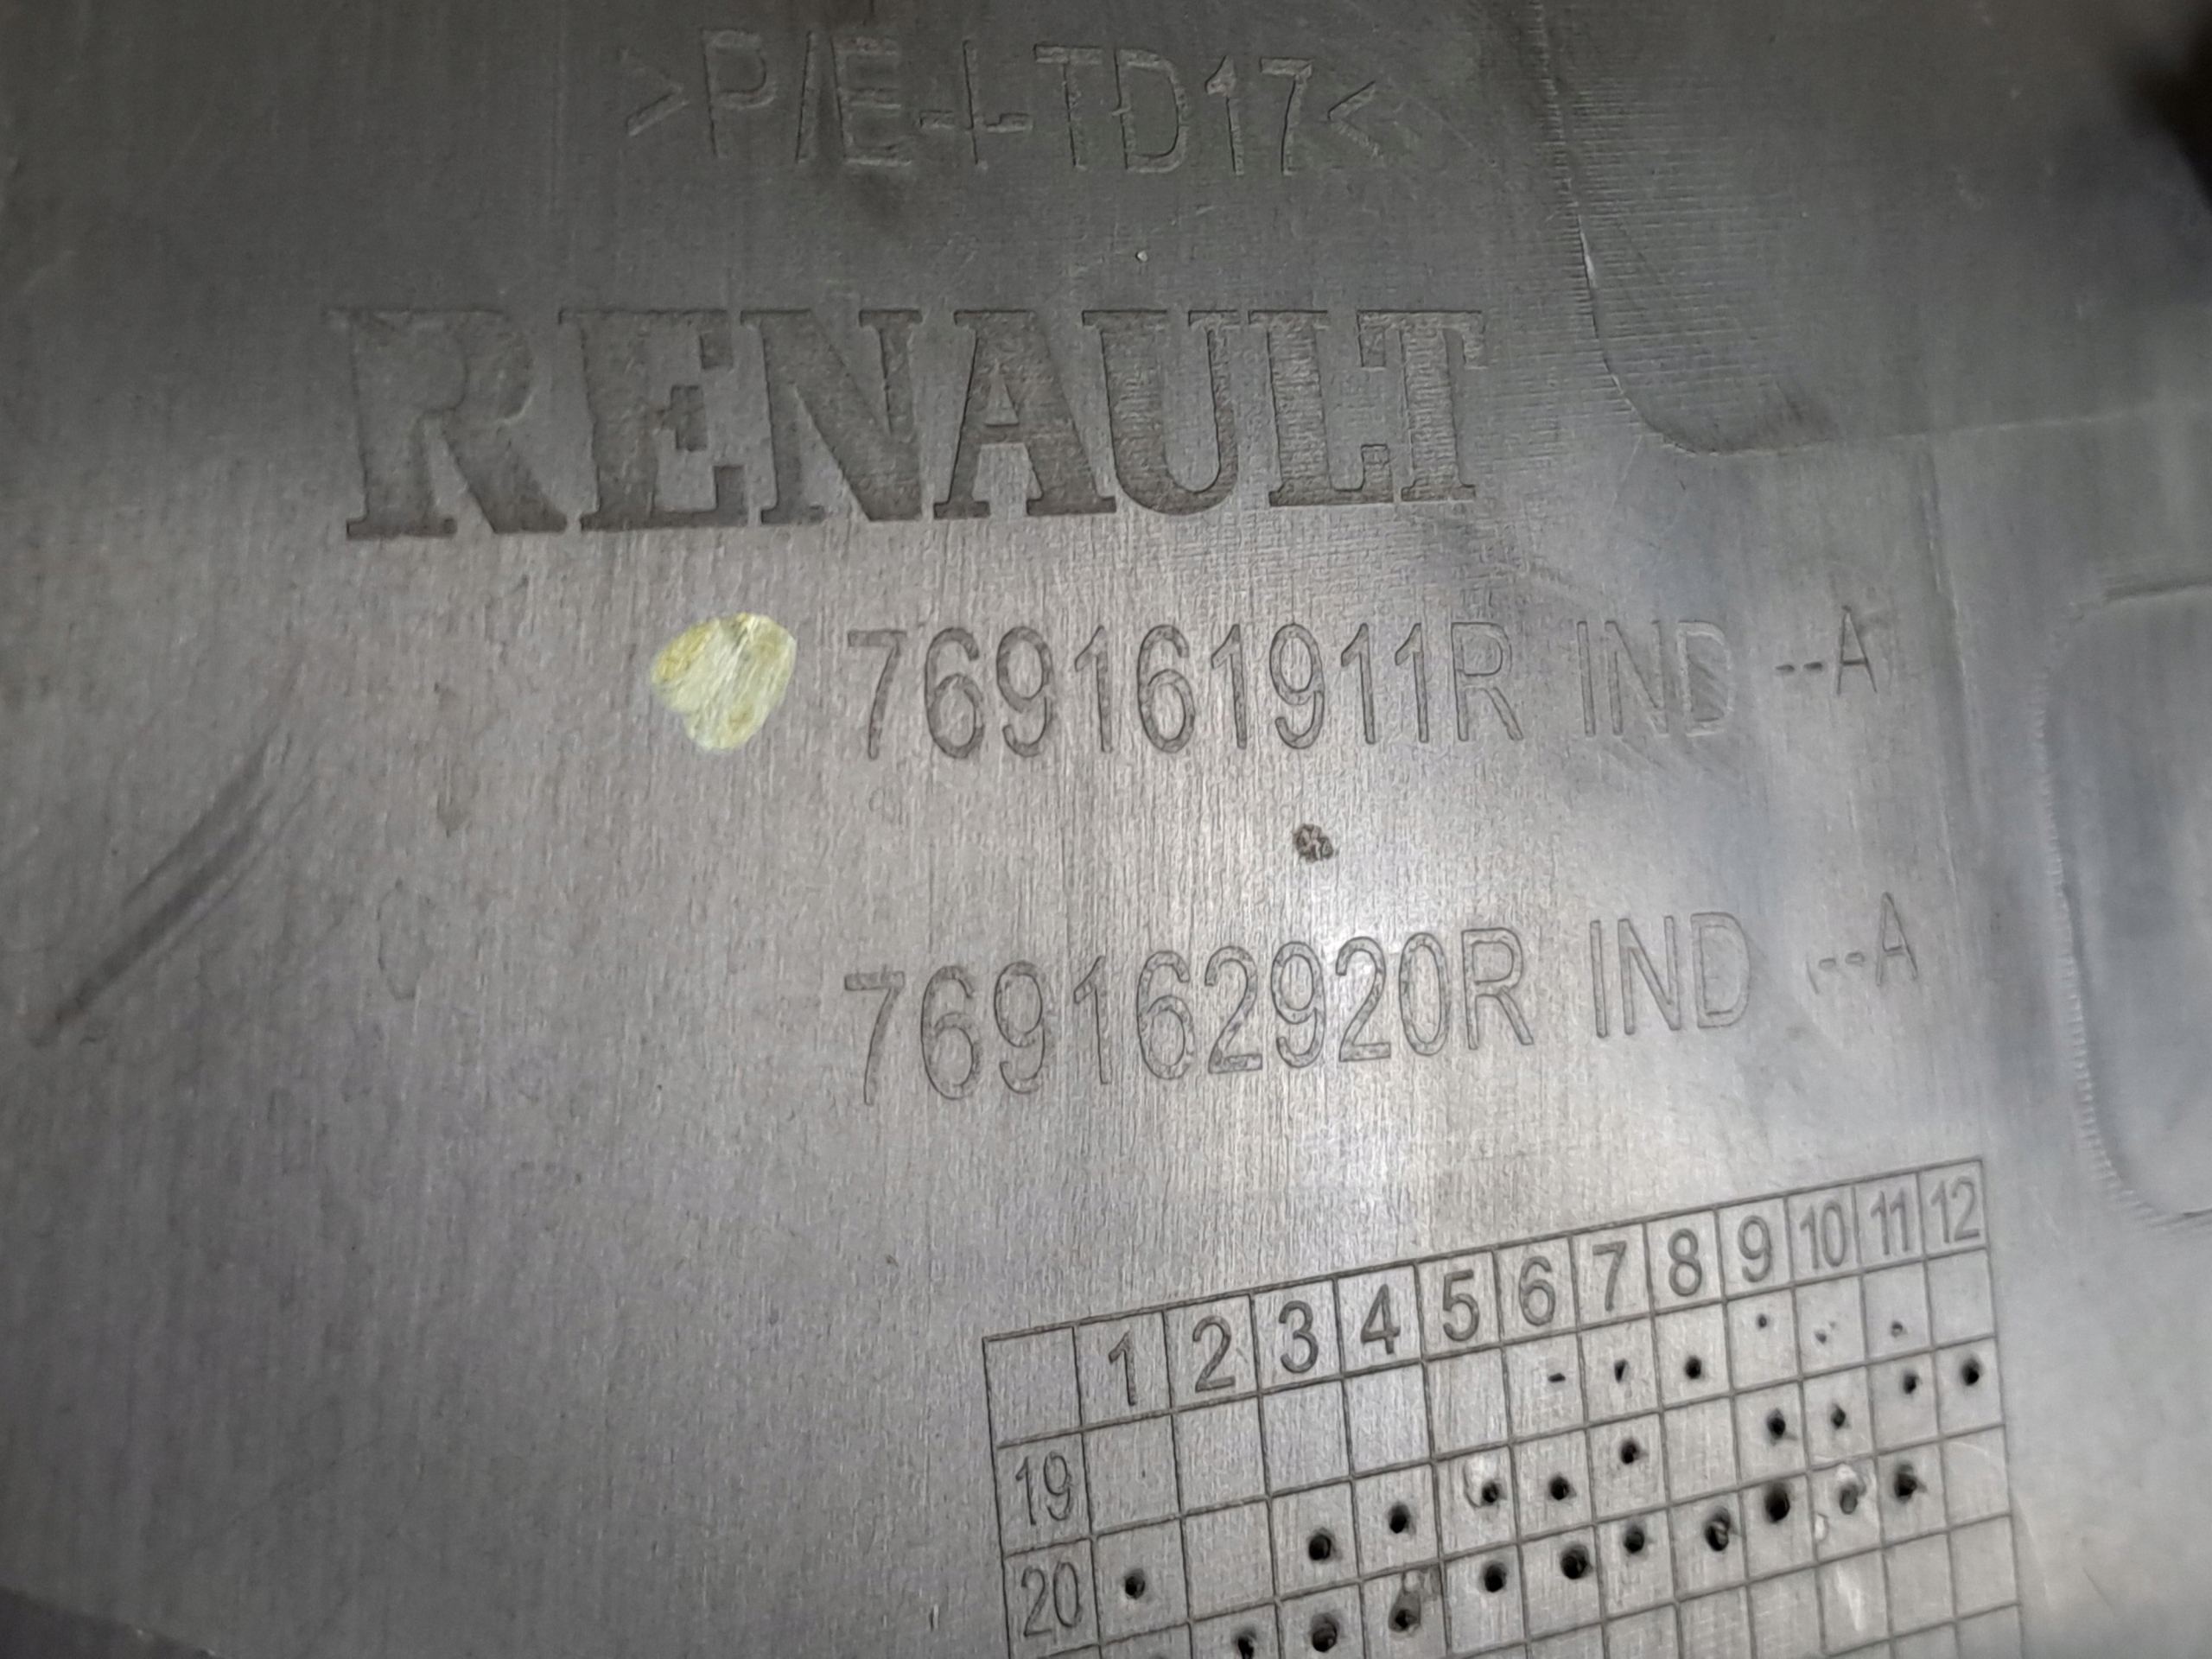 >P/E-I-TD17<
RENAULT
769161911R IND --A
769162920R IND --A
1 2 3 4 5 6 7 8 9 10 11 12
19
20